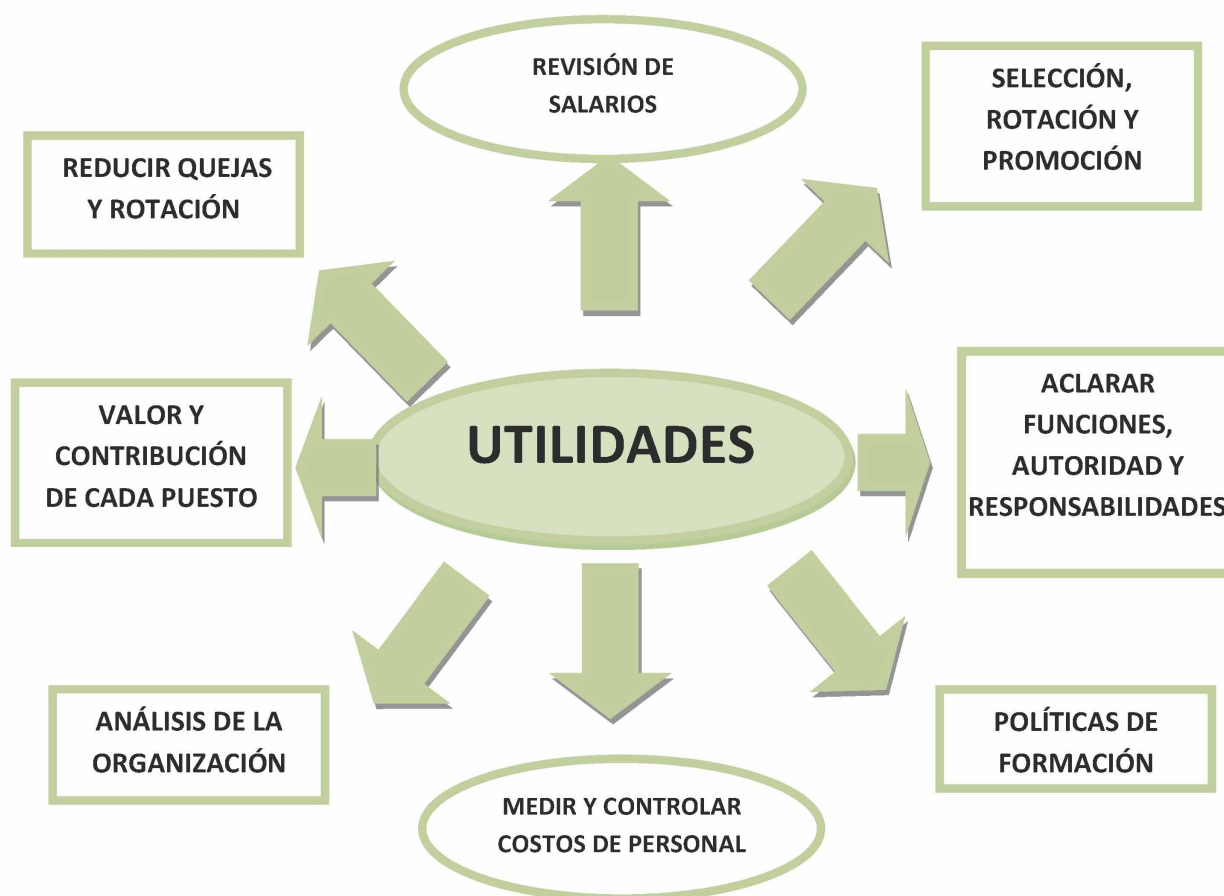 REVISIÓN DE
SALARIOS
SELECCIÓN,
ROTACIÓN Y
PROMOCIÓN
REDUCIR QUEJAS
Y ROTACIÓN
UTILIDADES
VALOR Y
CONTRIBUCIÓN
DE CADA PUESTO
ACLARAR
FUNCIONES,
AUTORIDAD Y
RESPONSABILIDADES
ANÁLISIS DE LA
ORGANIZACIÓN
MEDIR Y CONTROLAR
COSTOS DE PERSONAL
POLÍTICAS DE
FORMACIÓN